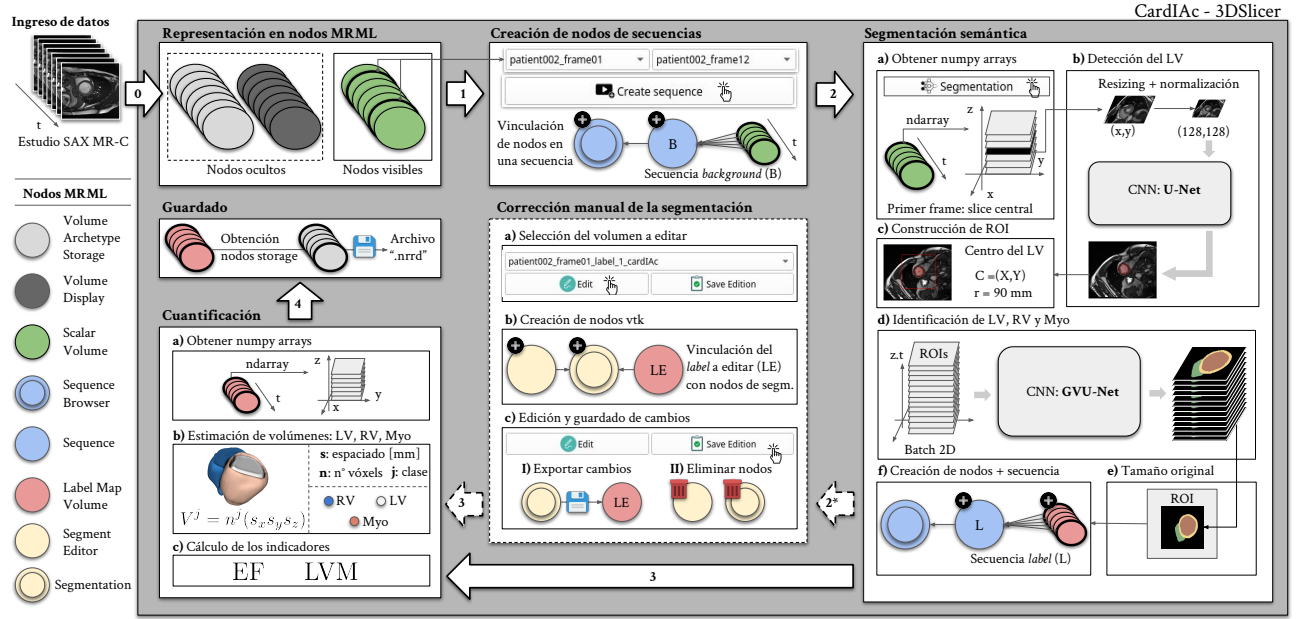 CardIAc - 3DSlicer
Ingreso de datos
t
Estudio SAX MR-C
Nodos MRML
Volume
Archetype
Storage
Volume
Display
Scalar
Volume
Sequence
Browser
Sequence
Label Map
Volume
Segment
Editor
Segmentation
0
Representación en nodos MRML
Nodos ocultos
Nodos visibles
1
Creación de nodos de secuencias
patient002_frame01
patient002_frame12
Create sequence
Vinculación
de nodos en
una secuencia
B
t
Secuencia background (B)
2
Segmentación semántica
a) Obtener numpy arrays
Segmentation
ndarray
t
z
y
x
Primer frame: slice central
b) Detección del LV
Resizing + normalización
(x,y)
(128,128)
CNN: U-Net
c) Construcción de ROI
Centro del LV
C =(X,Y)
r = 90 mm
d) Identificación de LV, RV y Myo
z.t
ROIs
Batch 2D
CNN: GVU-Net
e) Tamaño original
ROI
f) Creación de nodos + secuencia
L
Secuencia label (L)
2*
Corrección manual de la segmentación
a) Selección del volumen a editar
patient002_frame01_label_1_cardIAc
Edit
Save Edition
b) Creación de nodos vtk
LE
Vinculación del
label a editar (LE)
con nodos de segm.
c) Edición y guardado de cambios
Edit
Save Edition
I) Exportar cambios
II) Eliminar nodos
LE
3
3
Cuantificación
a) Obtener numpy arrays
ndarray
t
z
y
x
b) Estimación de volúmenes: LV, RV, Myo
s: espaciado [mm]
n: n° vóxels j: clase
RV LV
Myo
V^j = n^j(s_x s_y s_z)
c) Cálculo de los indicadores
EF LVM
4
Guardado
Obtención
nodos storage
Archivo
".nrrd"